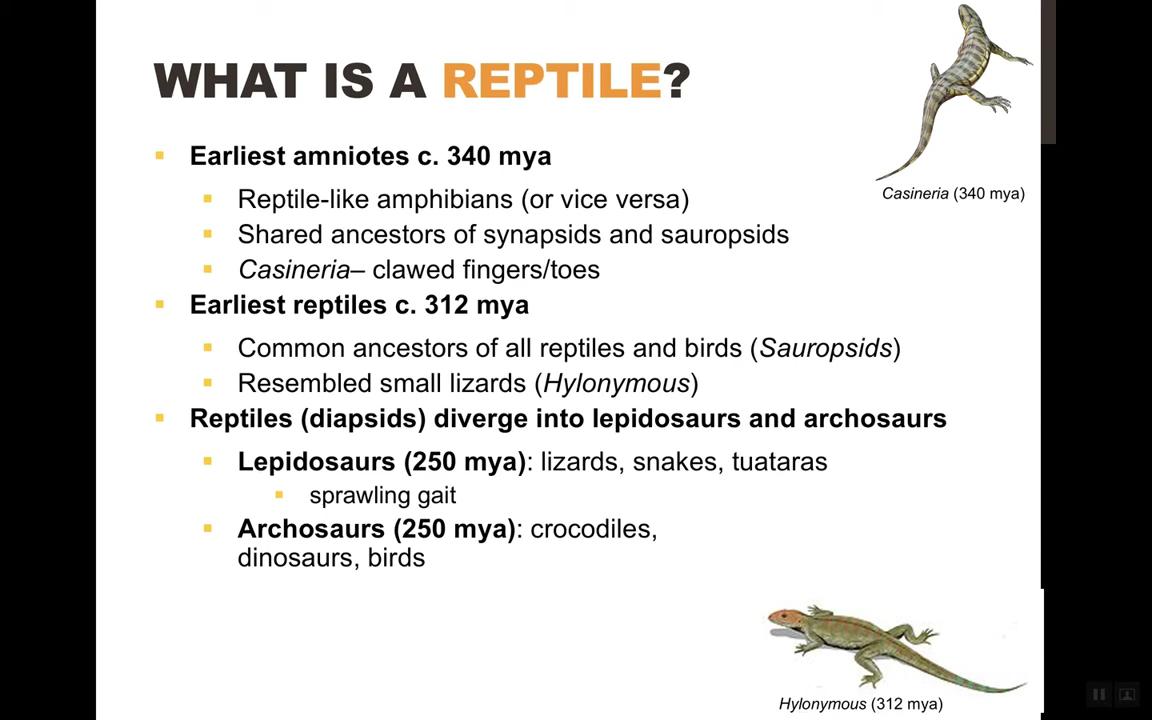 WHAT IS A REPTILE?
Casineria (340 mya)
Earliest amniotes c. 340 mya
Reptile-like amphibians (or vice versa)
Shared ancestors of synapsids and sauropsids
Casineria– clawed fingers/toes
Earliest reptiles c. 312 mya
Common ancestors of all reptiles and birds (Sauropsids)
Resembled small lizards (Hylonymous)
Reptiles (diapsids) diverge into lepidosaurs and archosaurs
Lepidosaurs (250 mya): lizards, snakes, tuataras
sprawling gait
Archosaurs (250 mya): crocodiles,
dinosaurs, birds
Hylonymous (312 mya)